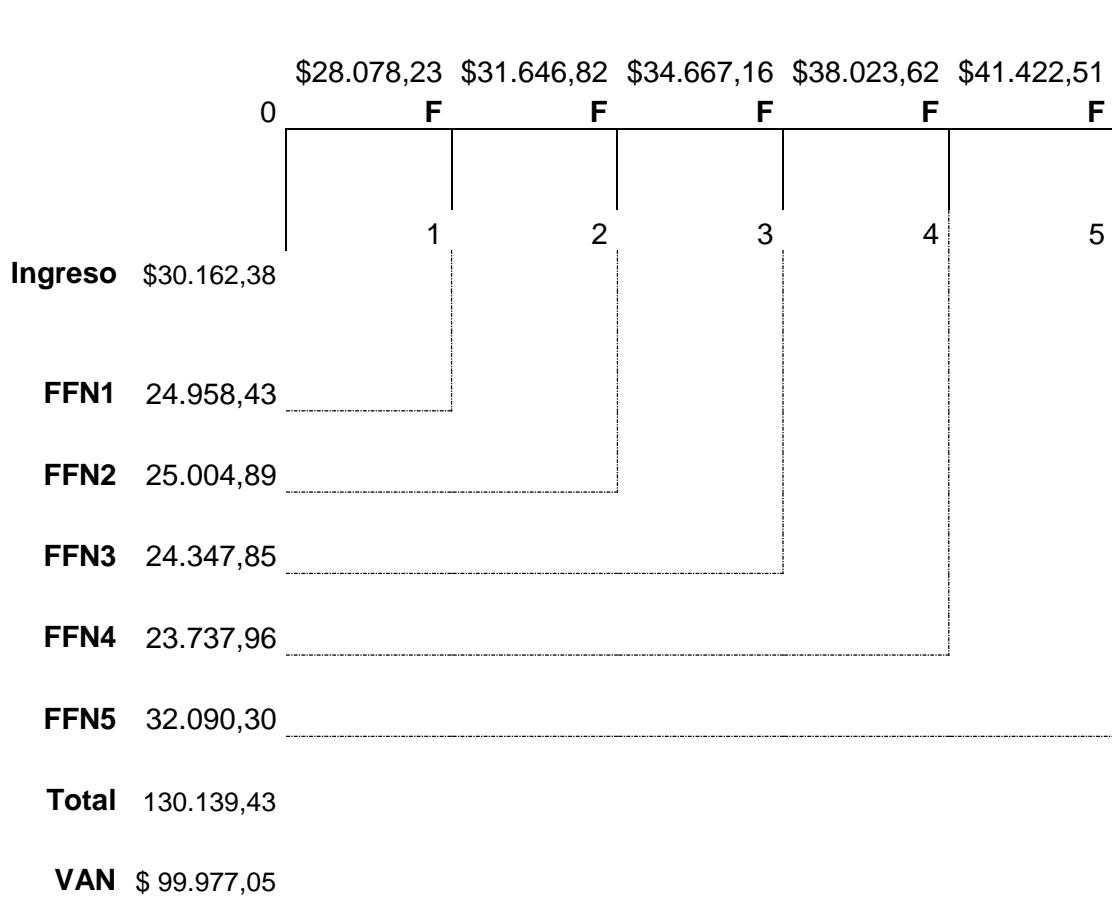 $28.078,23 $31.646,82 $34.667,16 $38.023,62 $41.422,51
0 F F F F F
1 2 3 4 5
Ingreso $30.162,38
FFN1 24.958,43
FFN2 25.004,89
FFN3 24.347,85
FFN4 23.737,96
FFN5 32.090,30
Total 130.139,43
VAN $ 99.977,05